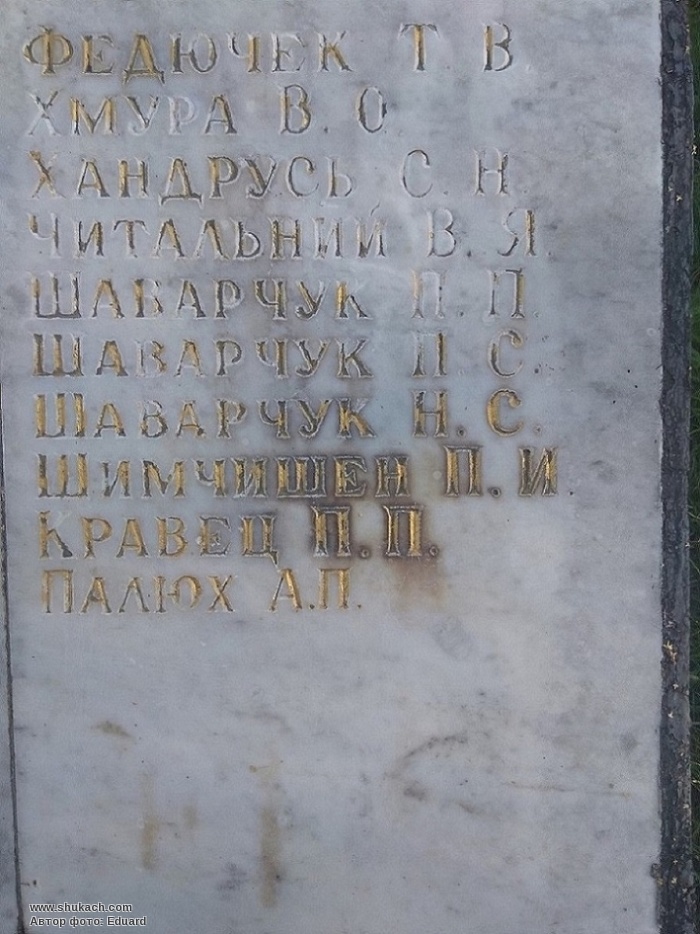 ФЕДЮЧЕК Т. В.
ХМУРА В. О.
ХАНДРУСЬ С. Н.
ЧИТАЛЬНИЙ В. Я.
ШАВАРЧУК П. П.
ШАВАРЧУК П. С.
ШАВАРЧУК Н. С.
ШИМЧИШЕН П. И
КРАВЕЦ П. П.
ПАЛЮХ А.П.
www.shukach.com
Автор фото: Eduard